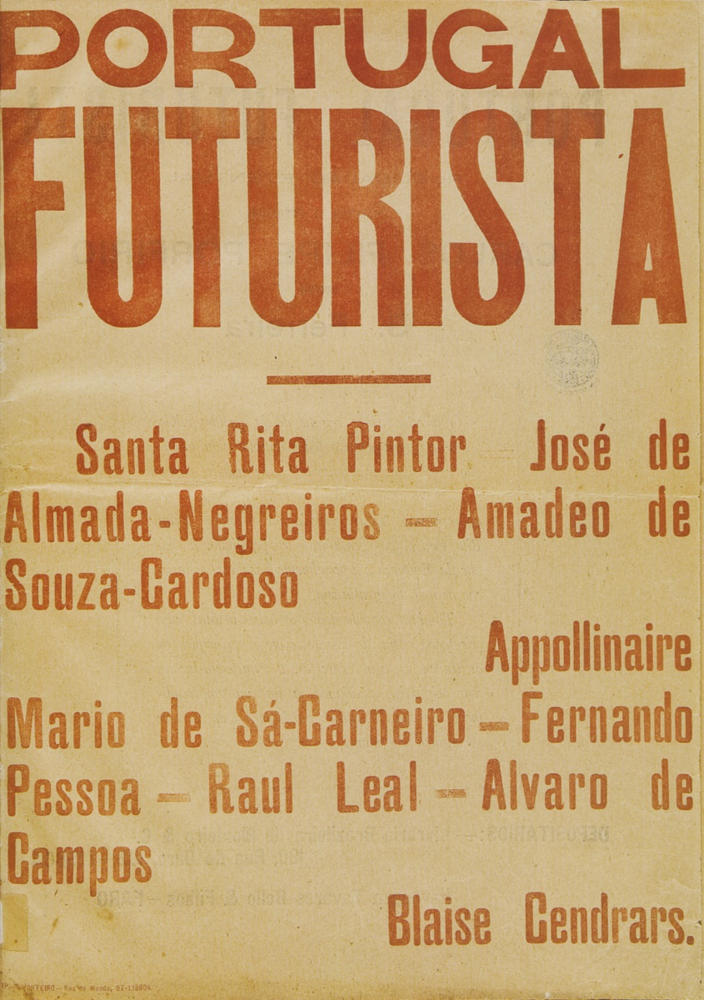 PORTUGAL
FUTURISTA
Santa Rita Pintor — José de
Almada-Negreiros — Amadeo de
Souza-Cardoso
Appollinaire
Mario de Sá-Carneiro — Fernando
Pessoa — Raul Leal — Alvaro de
Campos
Blaise Cendrars.
MONTEIRO—Rua do Mundo, 57-LISBOA